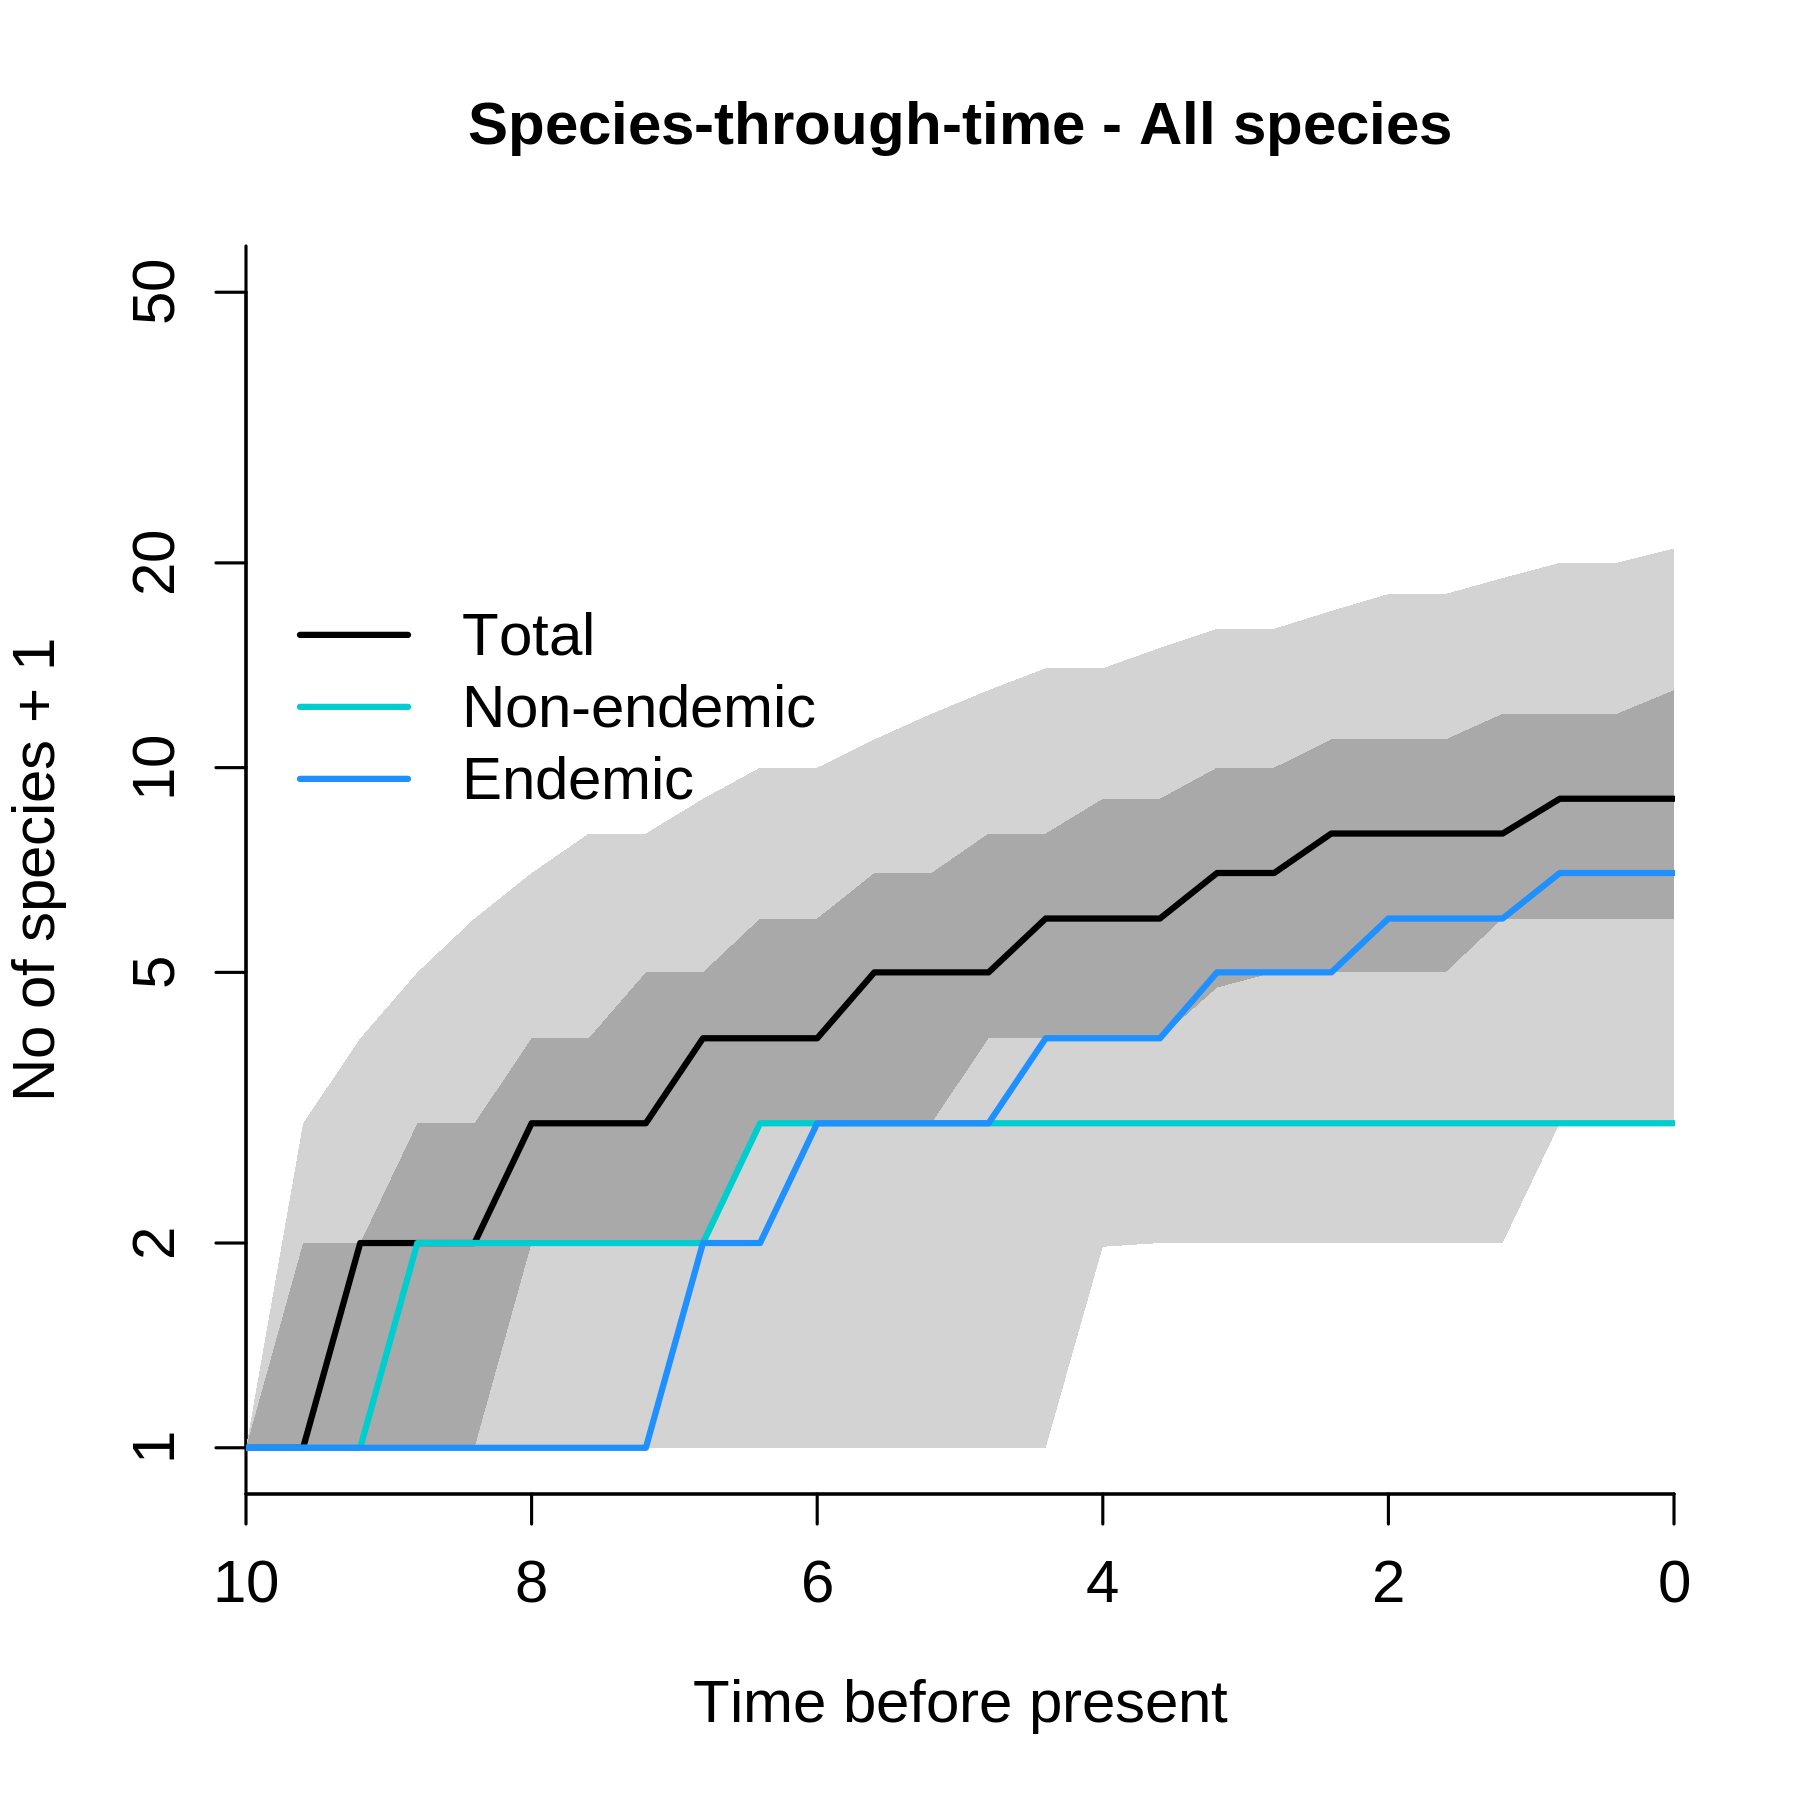 Species-through-time - All species
No of species + 1
50
20
10
5
2
1
Total
Non-endemic
Endemic
10 8 6 4 2 0
Time before present